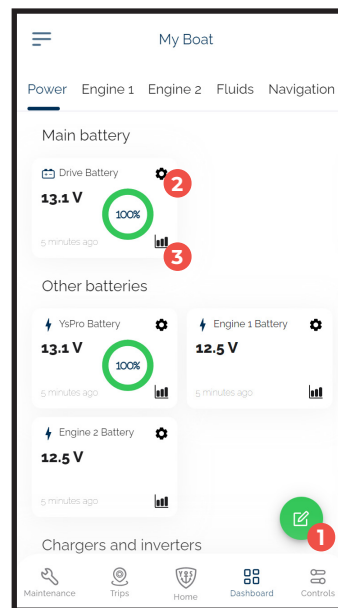 My Boat
Power Engine 1 Engine 2 Fluids Navigation
Main battery
Drive Battery
2
13.1 V
100%
5 minutes ago
3
Other batteries
YsPro Battery Engine 1 Battery
13.1 V 12.5 V
100%
5 minutes ago 5 minutes ago
Engine 2 Battery
12.5 V
5 minutes ago
1
Chargers and inverters
Maintenance Trips Home Dashboard Controls